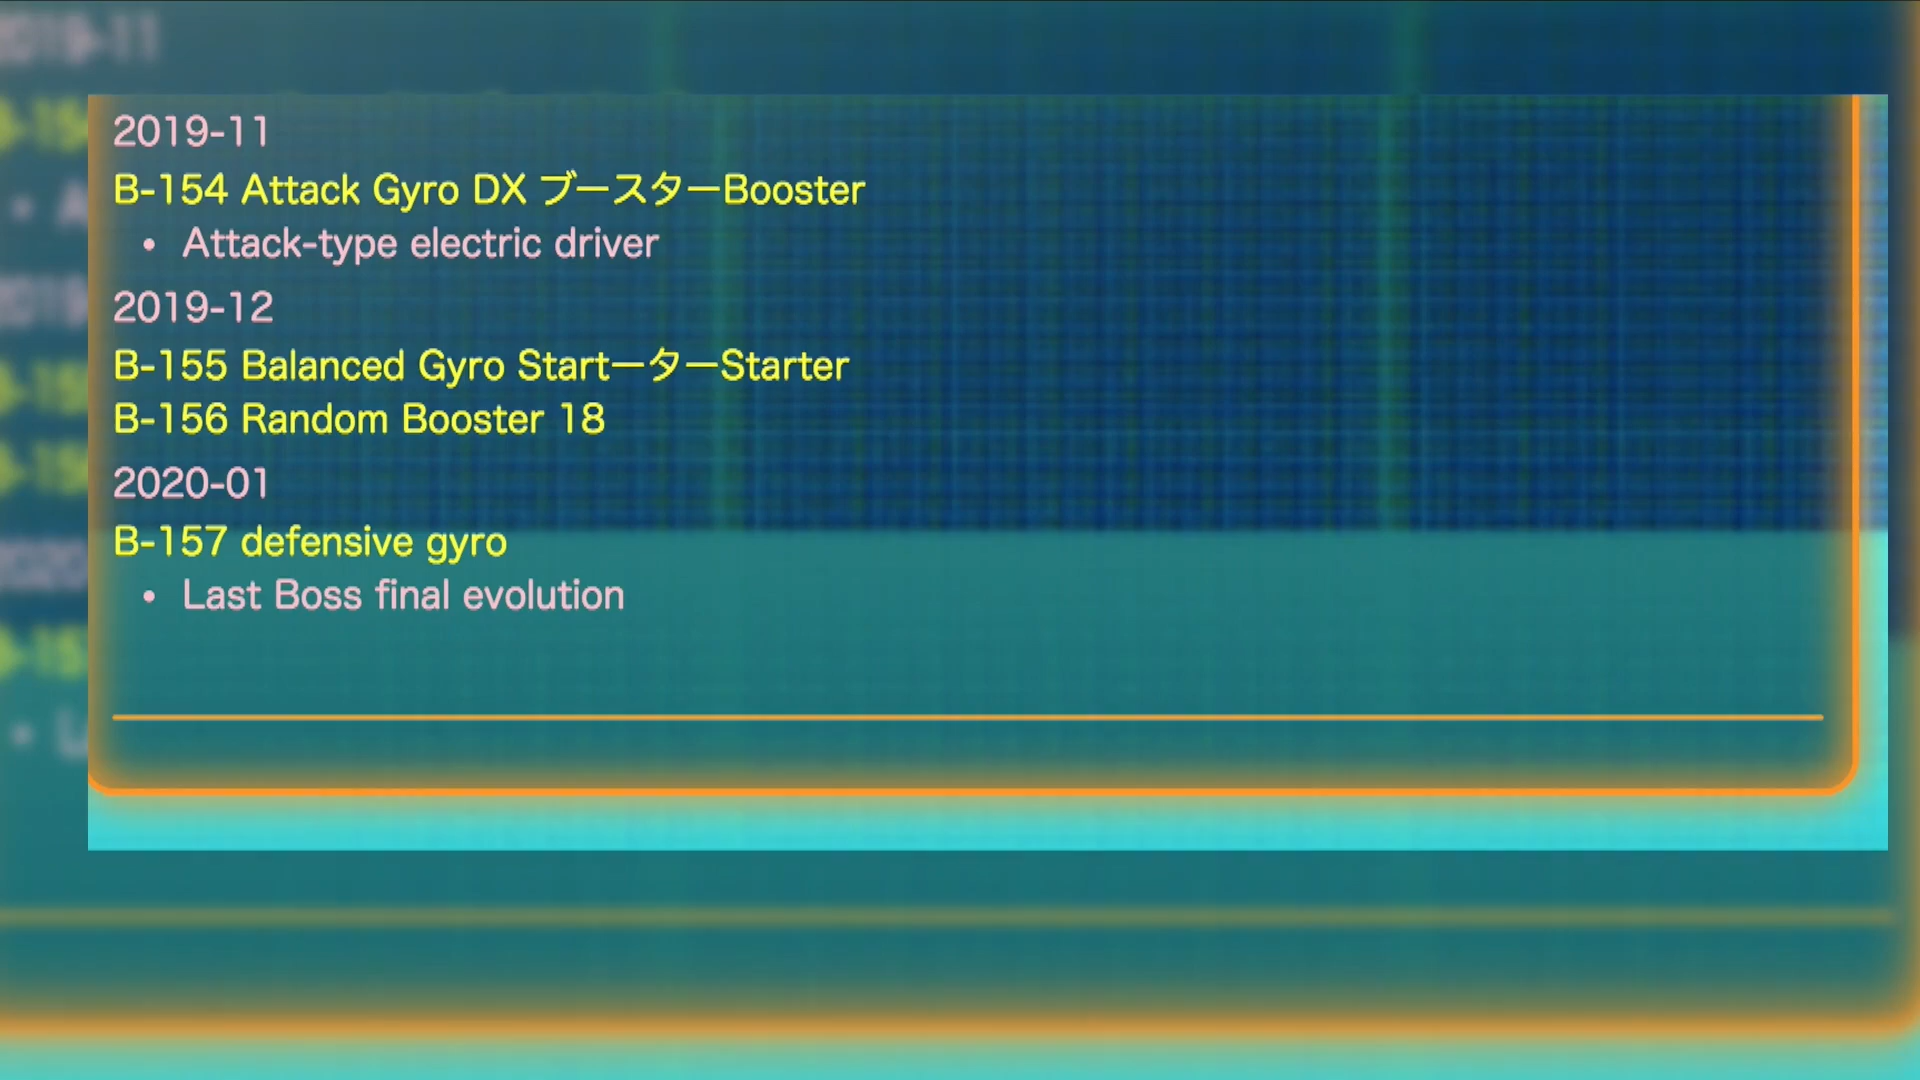 2019-11
B-154 Attack Gyro DX ブースターBooster
• Attack-type electric driver
2019-12
B-155 Balanced Gyro StartーターStarter
B-156 Random Booster 18
2020-01
B-157 defensive gyro
• Last Boss final evolution